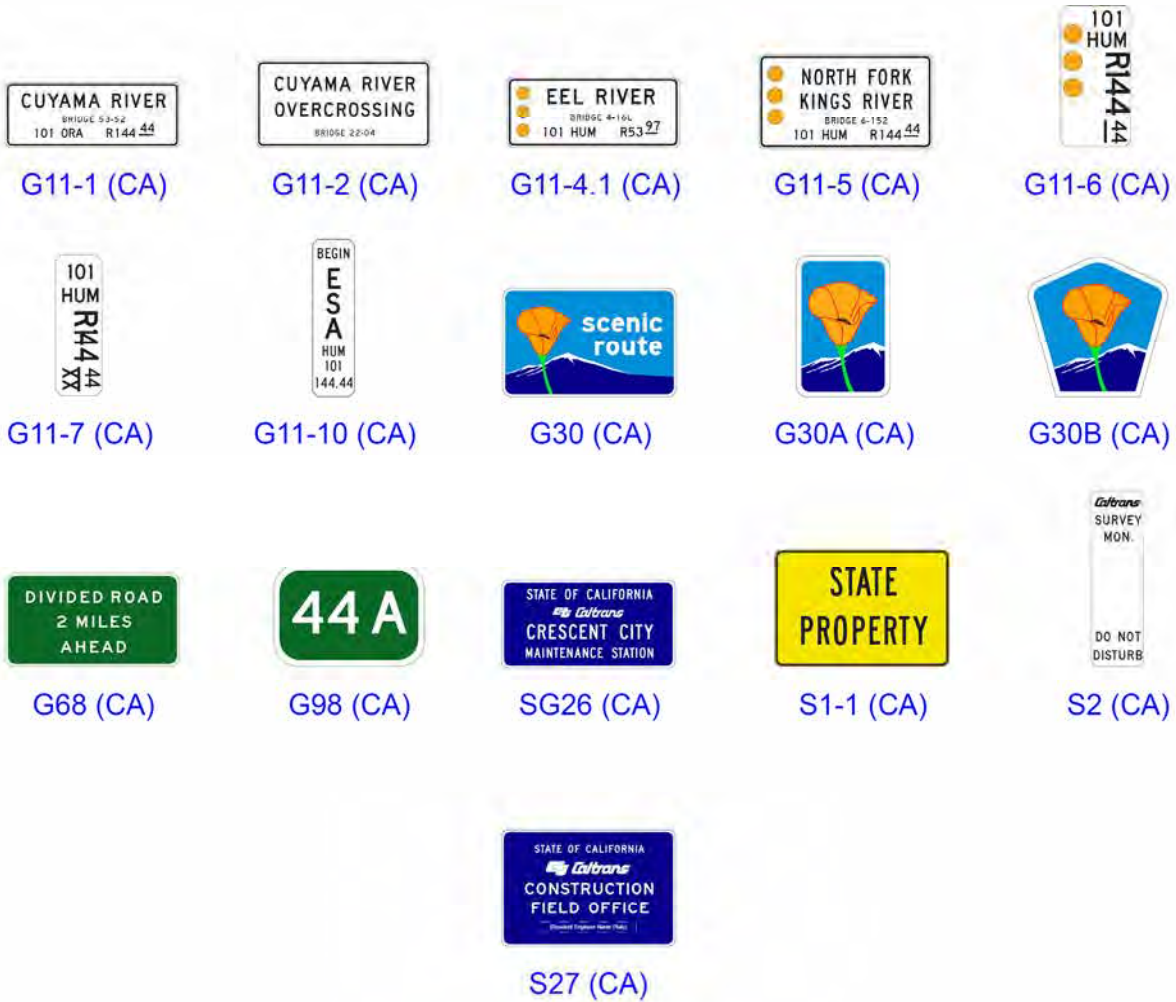 CUYAMA RIVER
BRIDGE 53-52
101 ORA R144 44
CUYAMA RIVER
OVERCROSSING
BRIDGE 22-04
EEL RIVER
BRIDGE 4-16L
101 HUM R53 97
NORTH FORK
KINGS RIVER
BRIDGE 6-152
101 HUM R144 44
101
HUM
R144 44
G11-1 (CA) G11-2 (CA) G11-4.1 (CA) G11-5 (CA) G11-6 (CA)
101
HUM
R144 44
XX
BEGIN
E
S
A
HUM
101
144.44
scenic
route
G11-7 (CA) G11-10 (CA) G30 (CA) G30A (CA) G30B (CA)
DIVIDED ROAD
2 MILES
AHEAD
44 A
STATE OF CALIFORNIA
Caltrans
CRESCENT CITY
MAINTENANCE STATION
STATE
PROPERTY
Caltrans
SURVEY
MON.
DO NOT
DISTURB
G68 (CA) G98 (CA) SG26 (CA) S1-1 (CA) S2 (CA)
STATE OF CALIFORNIA
Caltrans
CONSTRUCTION
FIELD OFFICE
S27 (CA)